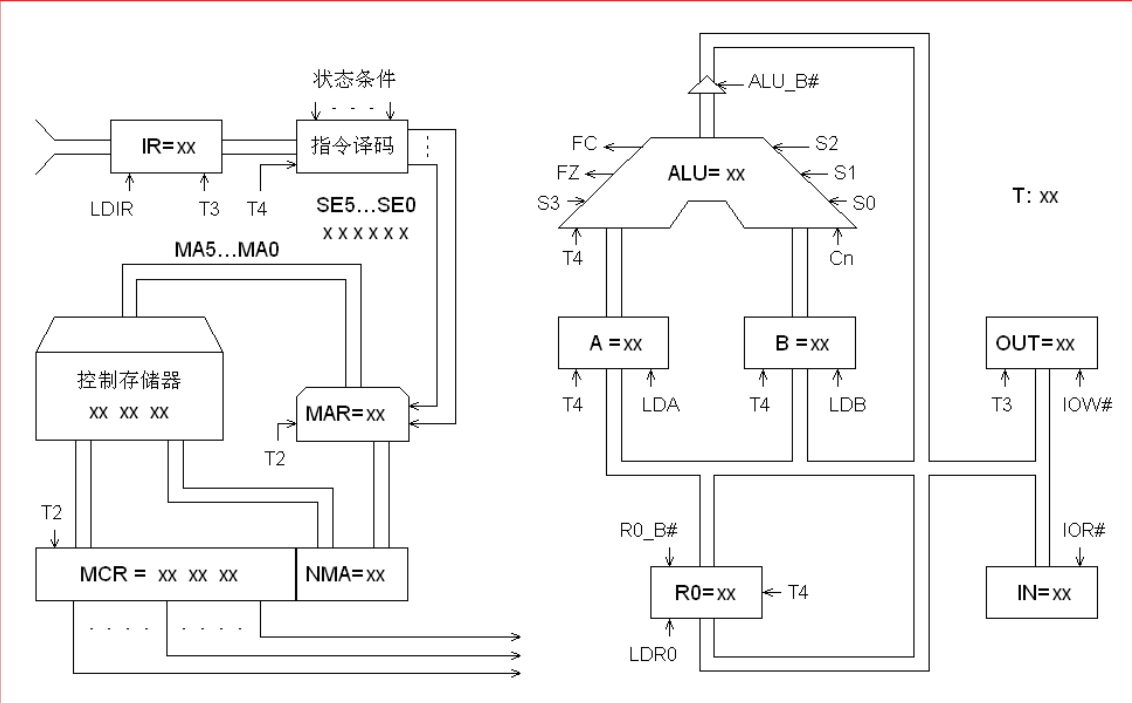 状态条件
IR=xx
指令译码
LDIR
T3
T4
SE5...SE0
x x x x x x
MA5...MA0
控制存储器
xx xx xx
MAR=xx
T2
T2
MCR = xx xx xx
NMA=xx
ALU_B#
FC
S2
FZ
ALU= xx
S1
S3
S0
T4
Cn
T: xx
A =xx
B =xx
OUT=xx
T4
LDA
T4
LDB
T3
IOW#
R0_B#
IOR#
R0=xx
T4
IN=xx
LDR0